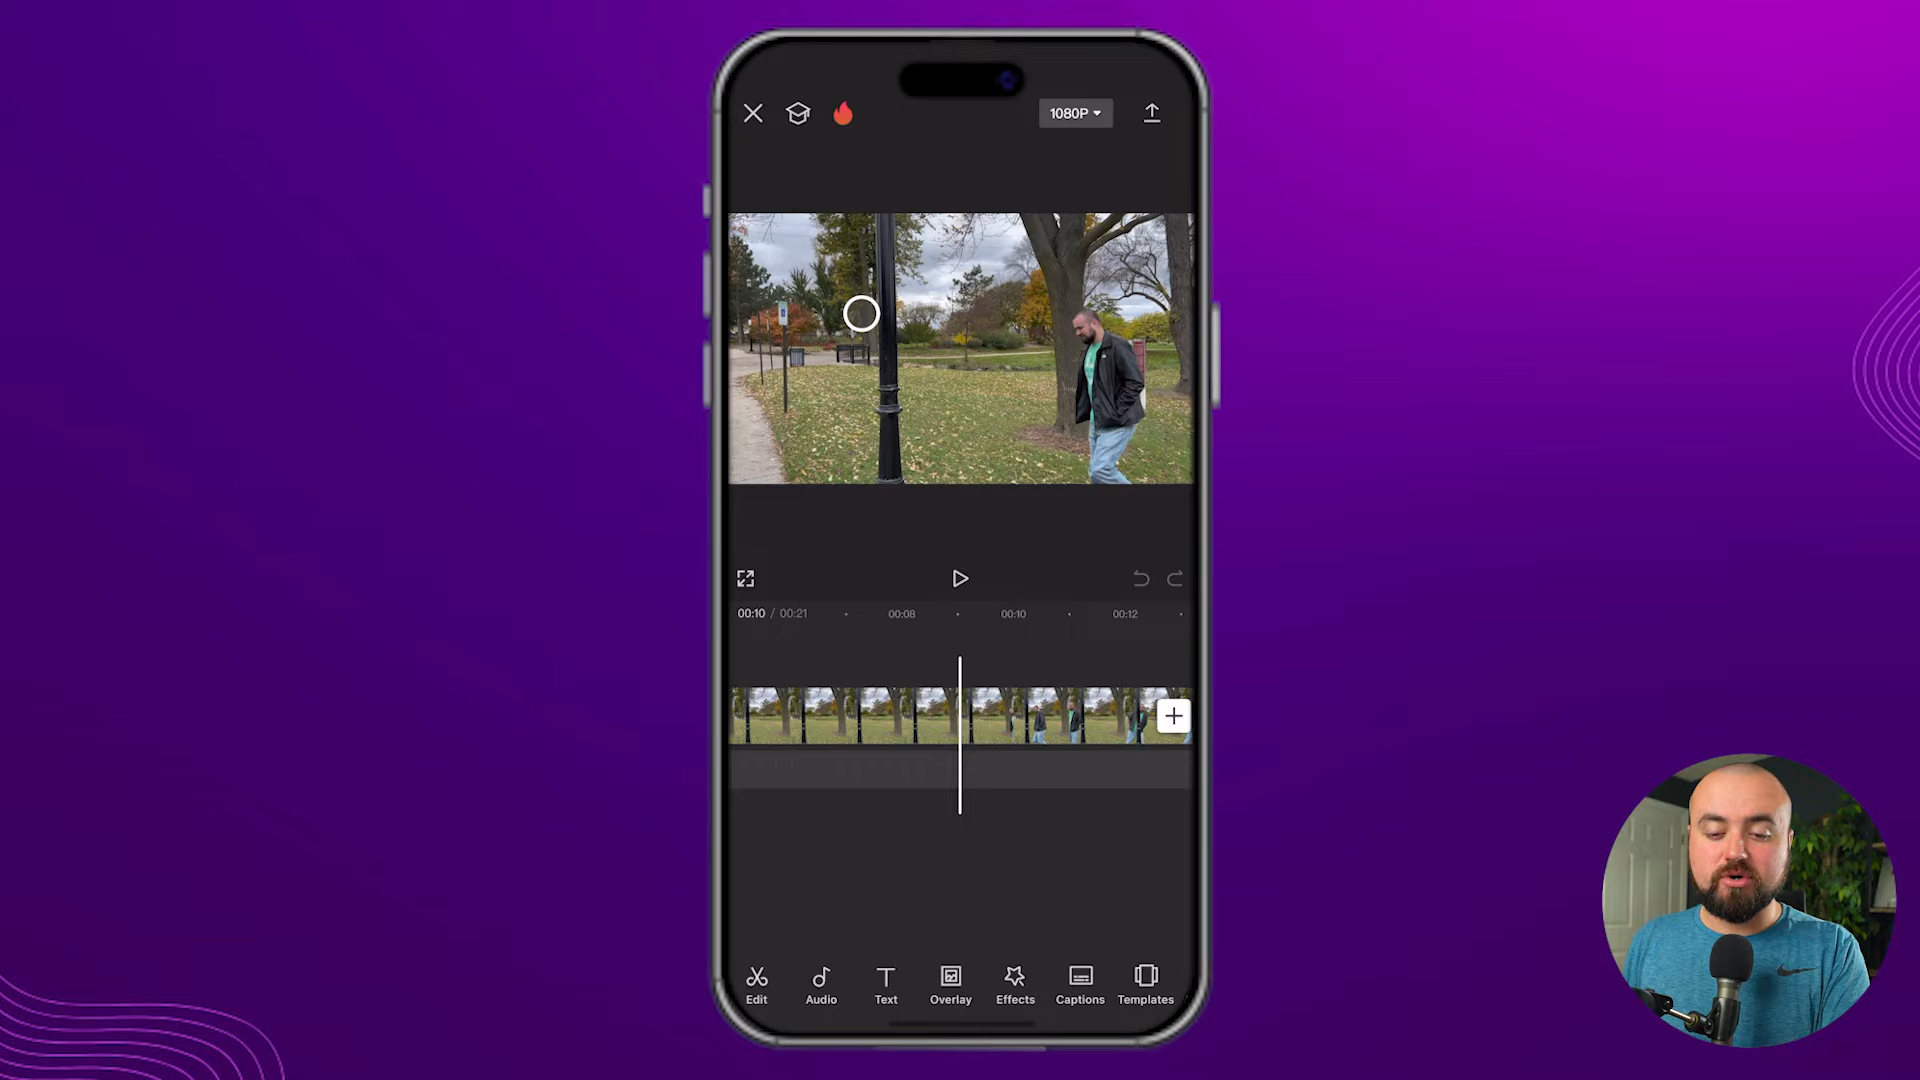 1080P
00:10 / 00:21
00:08
00:10
00:12
Edit
Audio
Text
Overlay
Effects
Captions
Templates